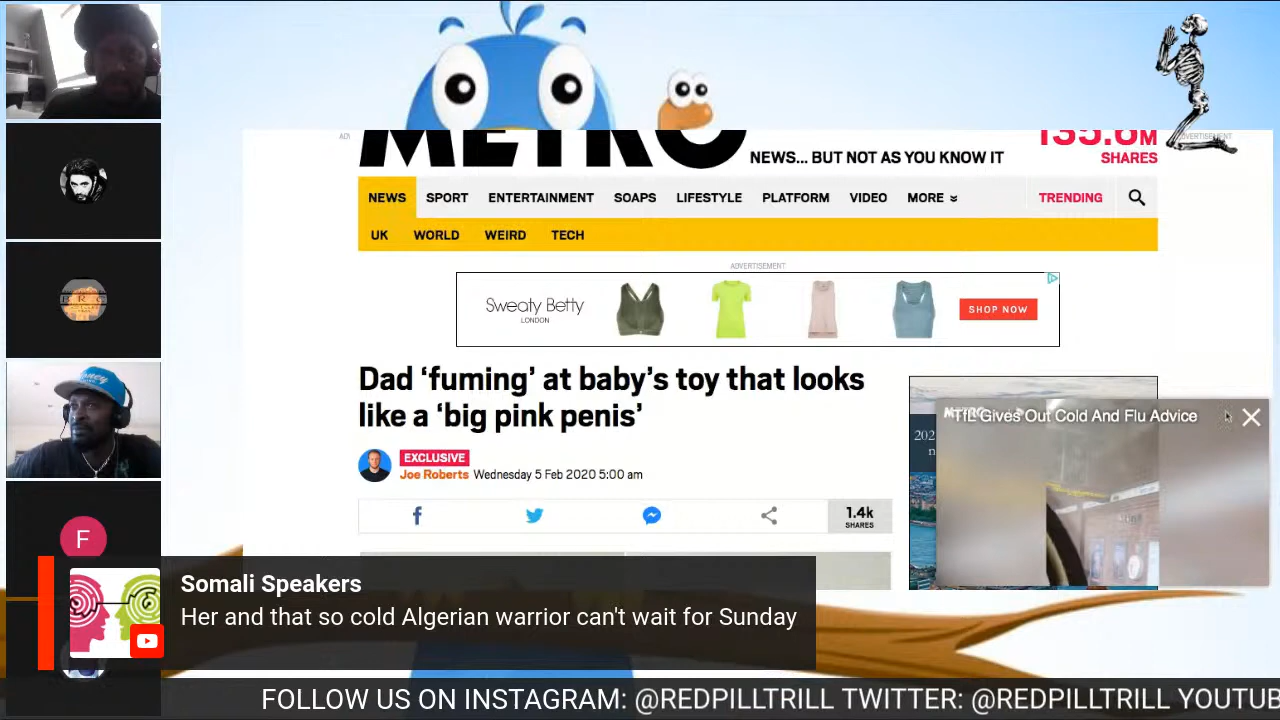 METRO
NEWS... BUT NOT AS YOU KNOW IT
135.6M
SHARES
ADVERTISEMENT
NEWS SPORT ENTERTAINMENT SOAPS LIFESTYLE PLATFORM VIDEO MORE TRENDING
UK WORLD WEIRD TECH
ADVERTISEMENT
Sweaty Betty
LONDON
SHOP NOW
Dad ‘fuming’ at baby’s toy that looks
like a ‘big pink penis’
EXCLUSIVE
Joe Roberts Wednesday 5 Feb 2020 5:00 am
1.4k
SHARES
METRO
TfL Gives Out Cold And Flu Advice
202
F
Somali Speakers
Her and that so cold Algerian warrior can't wait for Sunday
FOLLOW US ON INSTAGRAM: @REDPILLTRILL TWITTER: @REDPILLTRILL YOUTUB